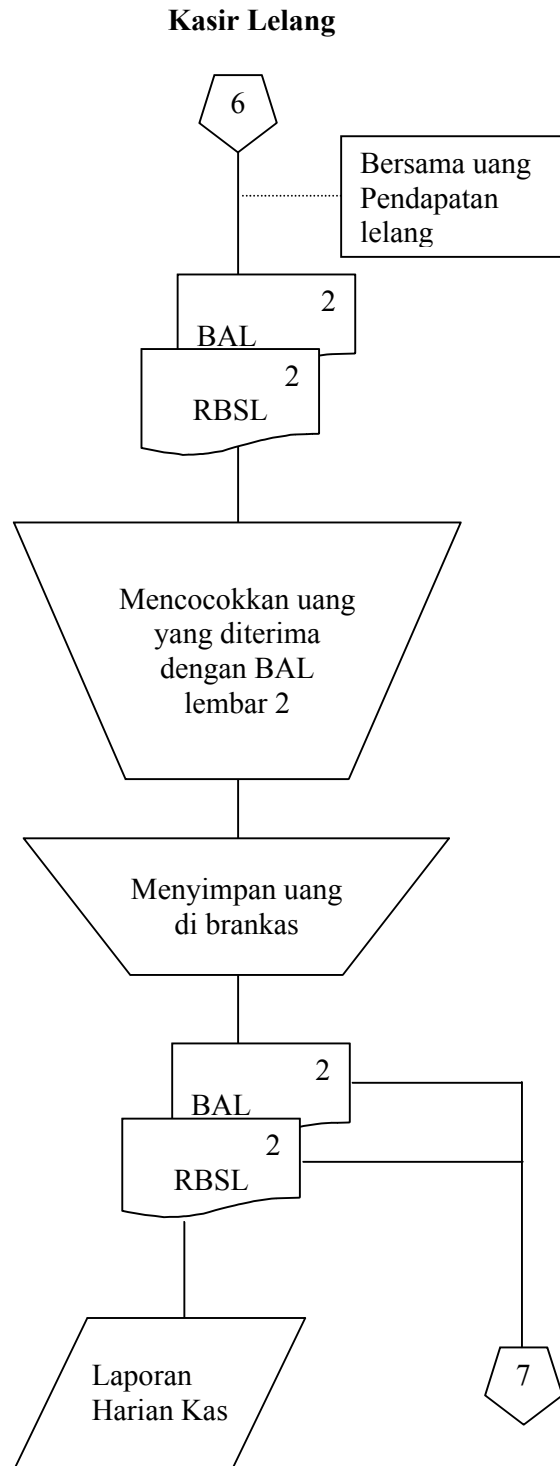 Kasir Lelang
6
Bersama uang
Pendapatan
lelang
2
BAL
2
RBSL
Mencocokkan uang
yang diterima
dengan BAL
lembar 2
Menyimpan uang
di brankas
2
BAL
2
RBSL
Laporan
Harian Kas
7